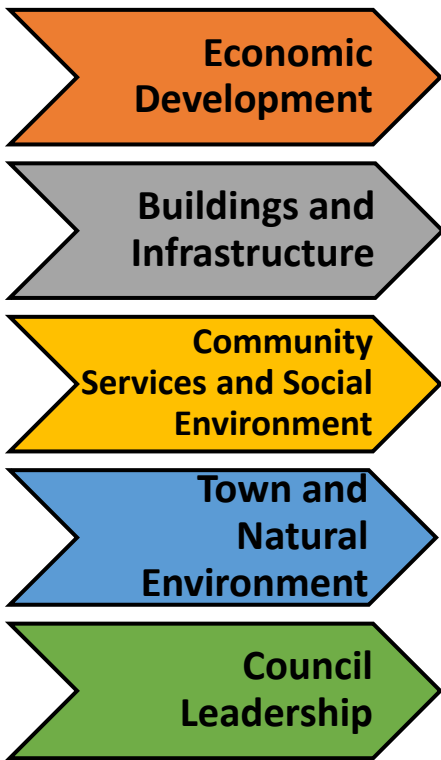 Economic
Development
Buildings and
Infrastructure
Community
Services and Social
Environment
Town and
Natural
Environment
Council
Leadership